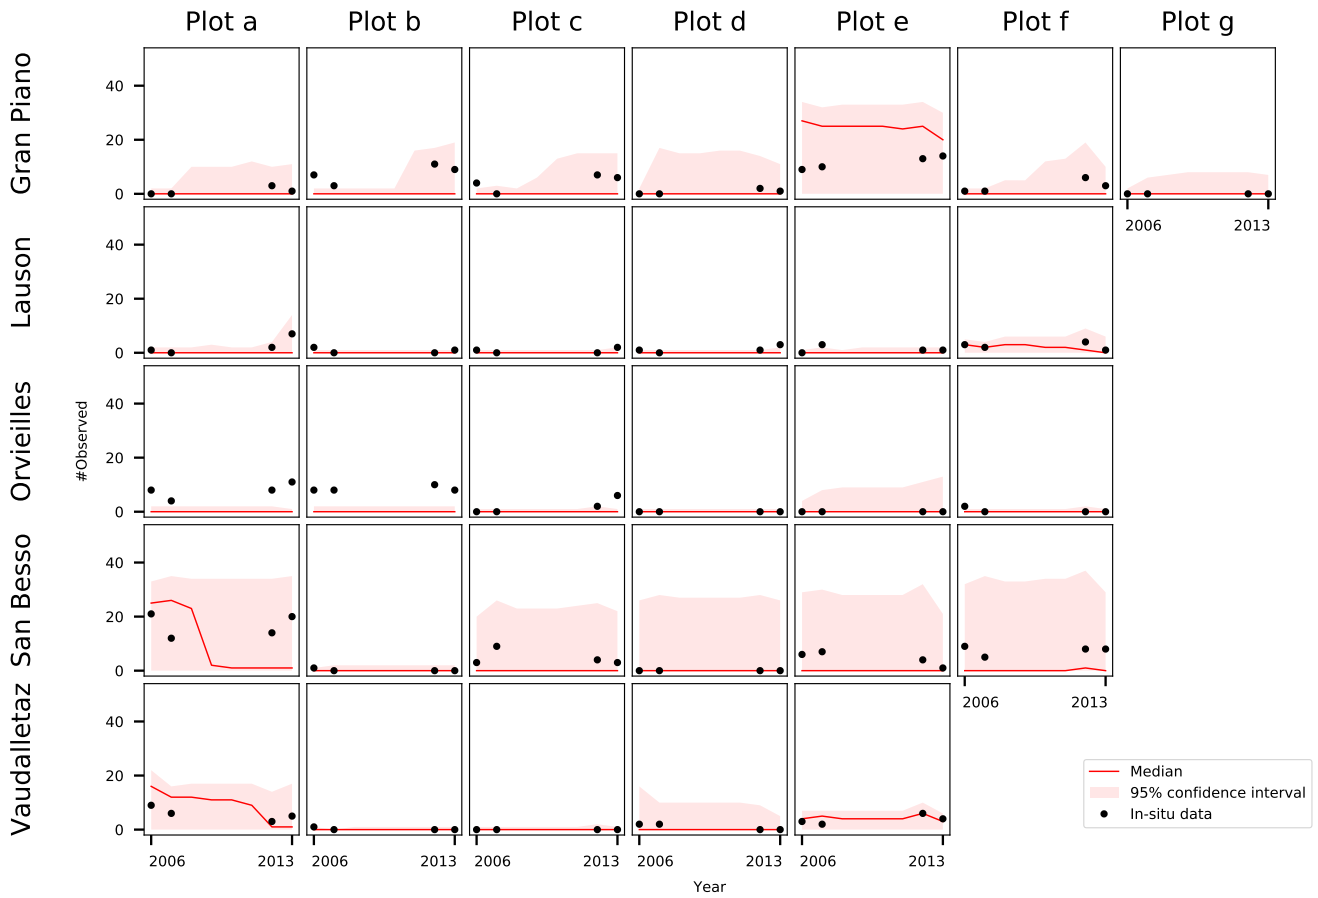 Plot a Plot b Plot c Plot d Plot e Plot f Plot g
Gran Piano
40
20
0
2006 2013
Lauson
40
20
0
Orvieilles
#Observed
40
20
0
San Besso
40
20
0
2006 2013
Vaudalletaz
40
20
0
2006 2013 2006 2013 2006 2013 2006 2013 2006 2013
Year
Median
95% confidence interval
In-situ data